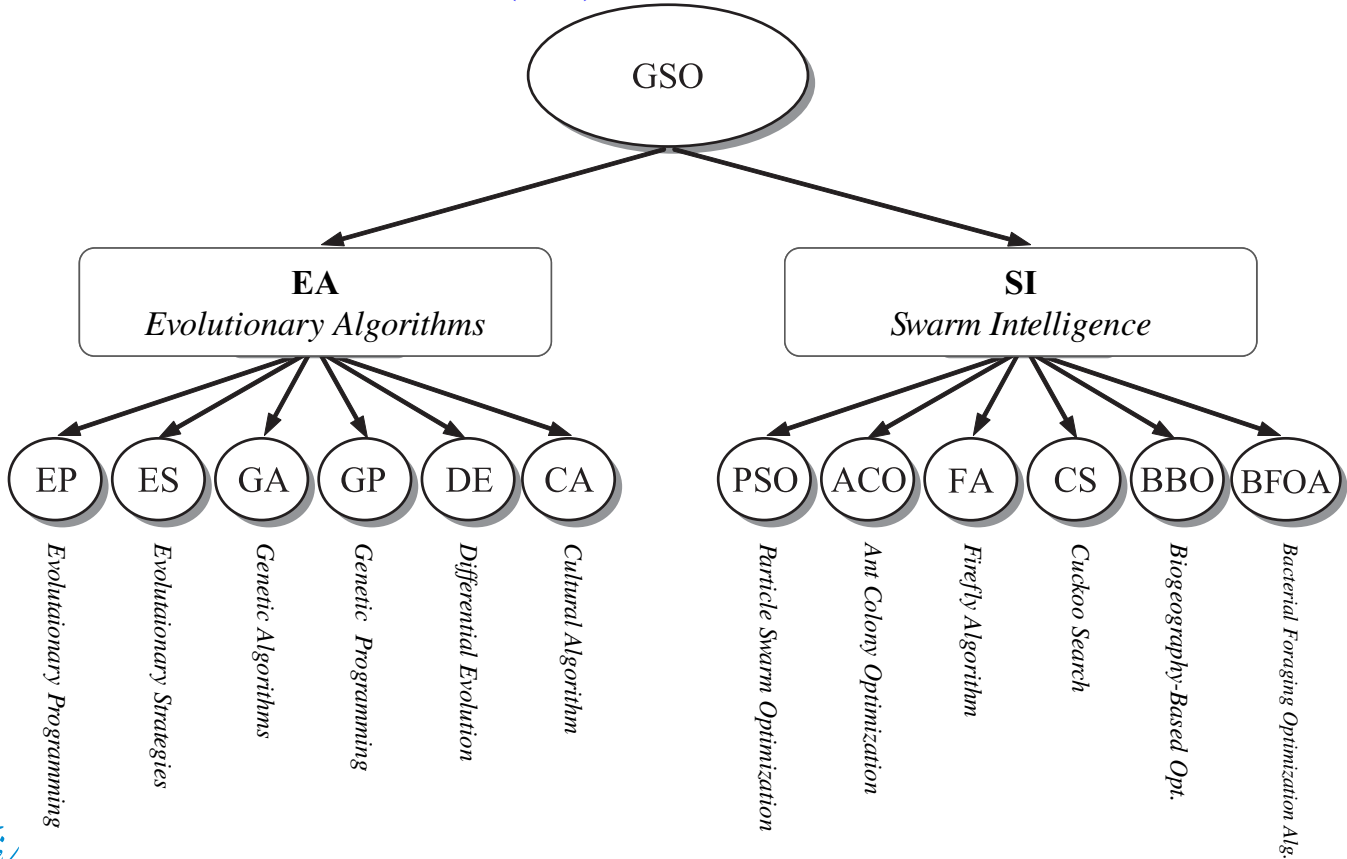 GSO
EA
Evolutionary Algorithms
SI
Swarm Intelligence
EP
ES
GA
GP
DE
CA
PSO
ACO
FA
CS
BBO
BFOA
Evolutaionary Programming
Evolutaionary Strategies
Genetic Algorithms
Genetic Programming
Differential Evolution
Cultural Algorithm
Particle Swarm Optimization
Ant Colony Optimization
Firefly Algorithm
Cuckoo Search
Biogeography-Based Opt.
Bacterial Foraging Optimization Alg.